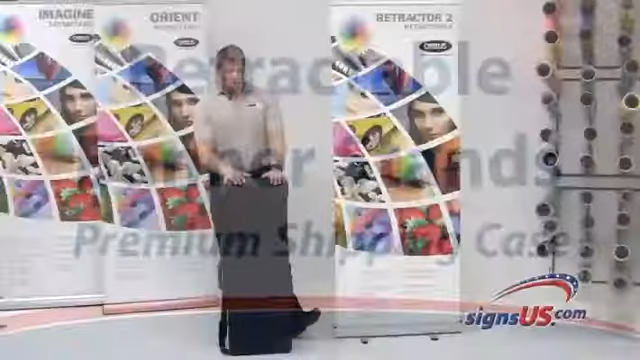 IMAGINE
ORIENT
RETRACTOR 2
Retractable
Banner Stands
Premium Shipping Case
signsUS.com